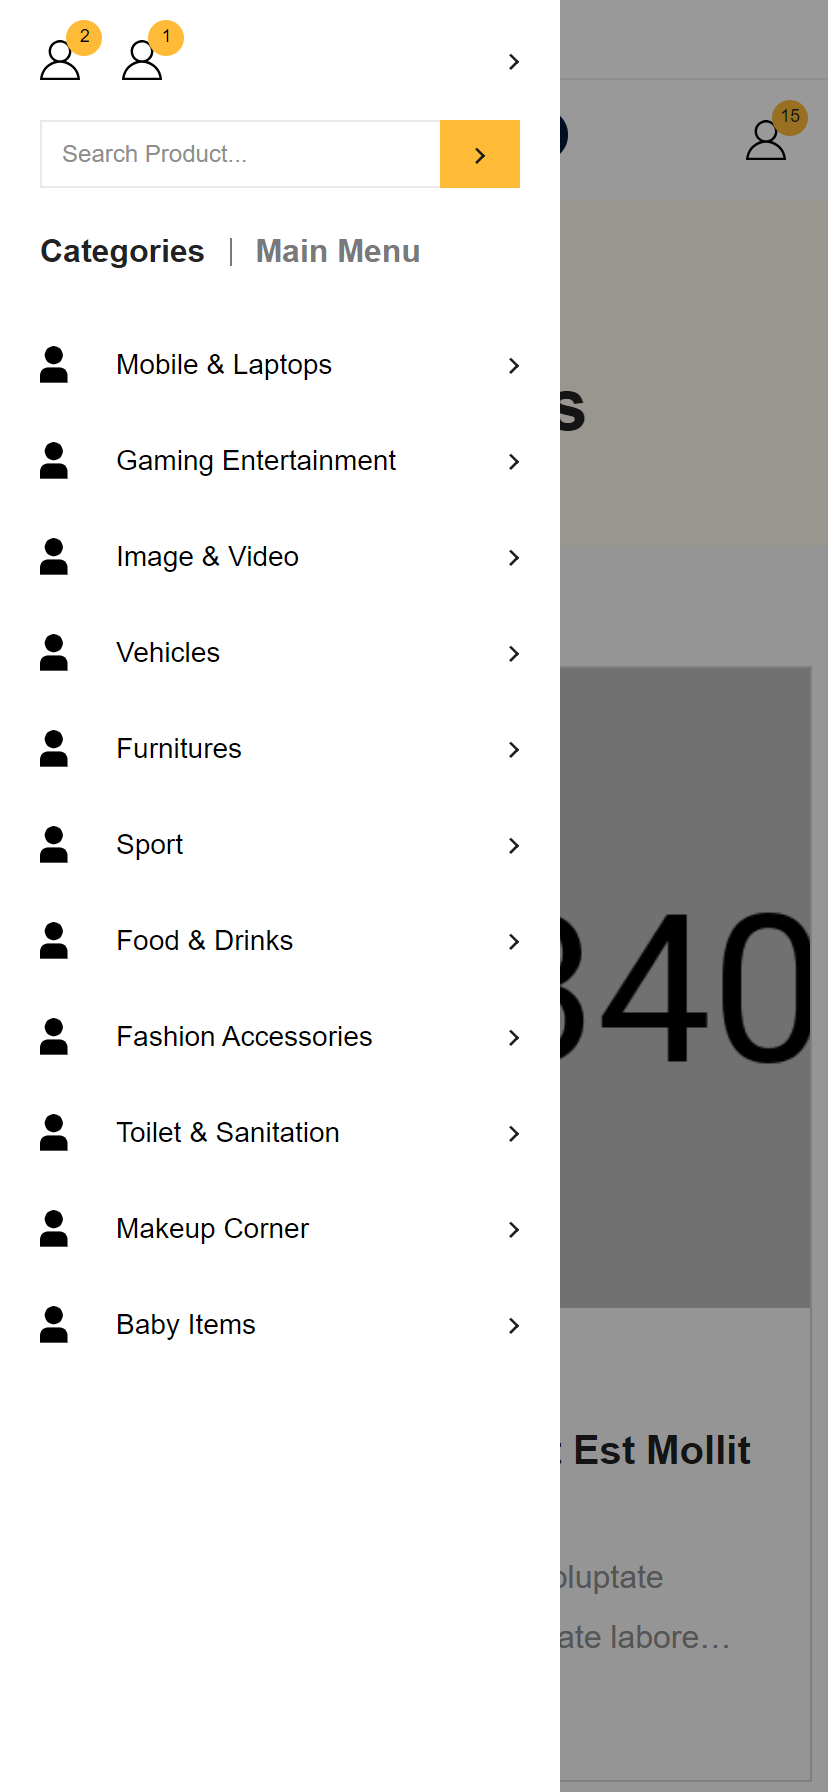 2
1
15
Search Product...
Categories
Main Menu
s
Mobile & Laptops
Gaming Entertainment
Image & Video
Vehicles
Furnitures
Sport
Food & Drinks
340
Fashion Accessories
Toilet & Sanitation
Makeup Corner
Baby Items
t Est Mollit
oluptate
ate labore…